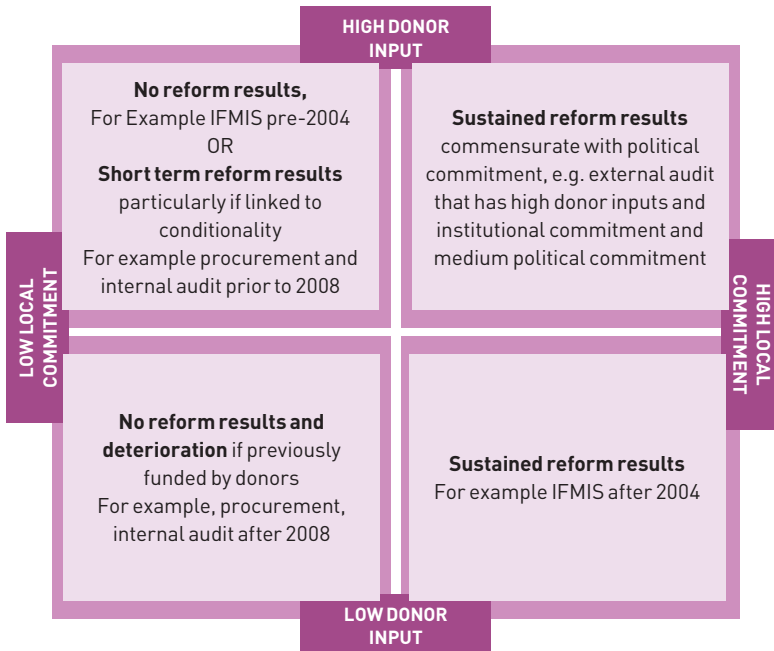 HIGH DONOR
INPUT
No reform results,
For Example IFMIS pre-2004
OR
Short term reform results
particularly if linked to
conditionality
For example procurement and
internal audit prior to 2008
Sustained reform results
commensurate with political
commitment, e.g. external audit
that has high donor inputs and
institutional commitment and
medium political commitment
LOW LOCAL
COMMITMENT
HIGH LOCAL
COMMITMENT
No reform results and
deterioration if previously
funded by donors
For example, procurement,
internal audit after 2008
Sustained reform results
For example IFMIS after 2004
LOW DONOR
INPUT